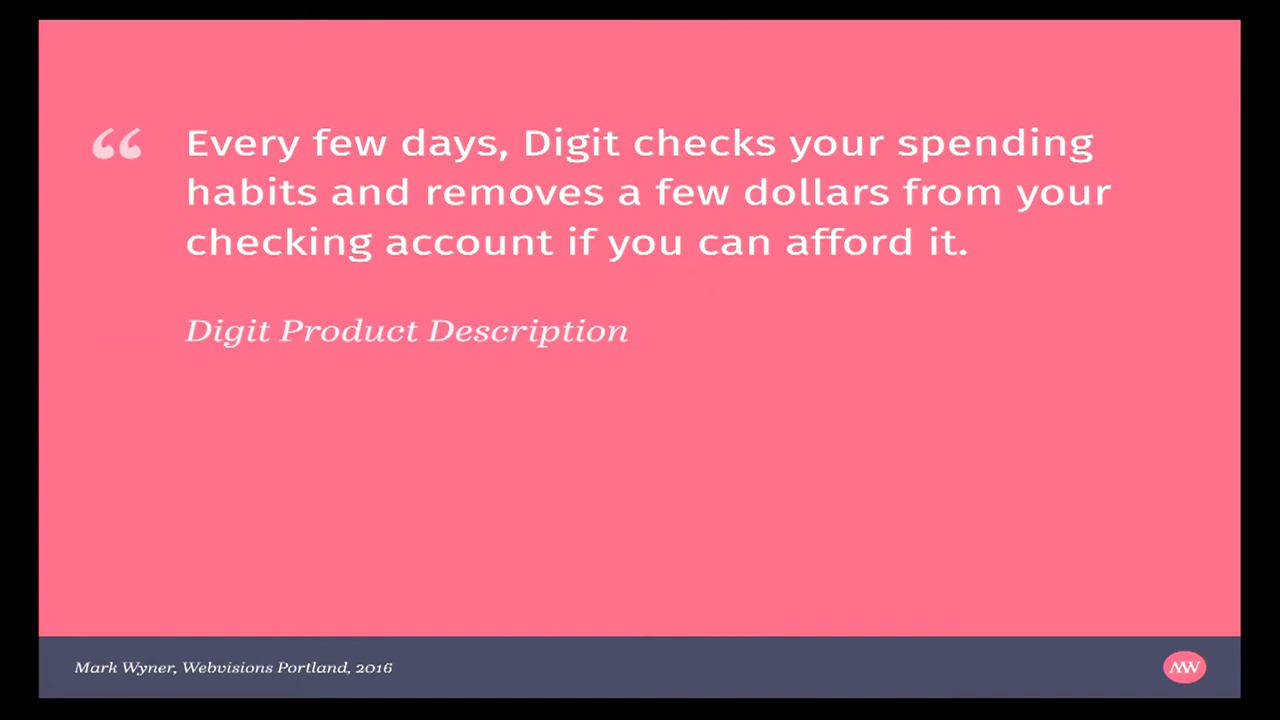 “ Every few days, Digit checks your spending
habits and removes a few dollars from your
checking account if you can afford it.
Digit Product Description
Mark Wyner, Webvisions Portland, 2016
MW